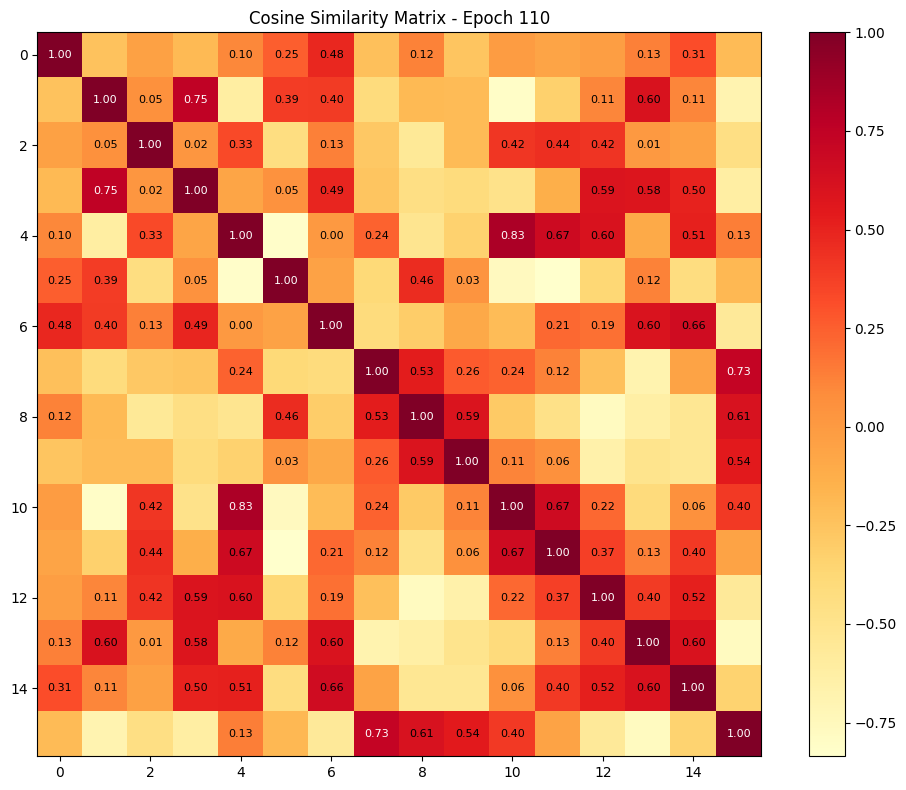 Cosine Similarity Matrix - Epoch 110
0 1.00 0.10 0.25 0.48 0.12 0.13 0.31
1.00 0.05 0.75 0.39 0.40 0.11 0.60 0.11
2 0.05 1.00 0.02 0.33 0.13 0.42 0.44 0.42 0.01
0.75 0.02 1.00 0.05 0.49 0.59 0.58 0.50
4 0.10 0.33 1.00 0.00 0.24 0.83 0.67 0.60 0.51 0.13
0.25 0.39 0.05 1.00 0.46 0.03 0.12
6 0.48 0.40 0.13 0.49 0.00 1.00 0.21 0.19 0.60 0.66
0.24 1.00 0.53 0.26 0.24 0.12 0.73
8 0.12 0.46 0.53 1.00 0.59 0.61
0.03 0.26 0.59 1.00 0.11 0.06 0.54
10 0.42 0.83 0.24 0.11 1.00 0.67 0.22 0.06 0.40
0.44 0.67 0.21 0.12 0.06 0.67 1.00 0.37 0.13 0.40
12 0.11 0.42 0.59 0.60 0.19 0.22 0.37 1.00 0.40 0.52
0.13 0.60 0.01 0.58 0.12 0.60 0.13 0.40 1.00 0.60
14 0.31 0.11 0.50 0.51 0.66 0.06 0.40 0.52 0.60 1.00
0.13 0.73 0.61 0.54 0.40 1.00
0 2 4 6 8 10 12 14
1.00
0.75
0.50
0.25
0.00
−0.25
−0.50
−0.75